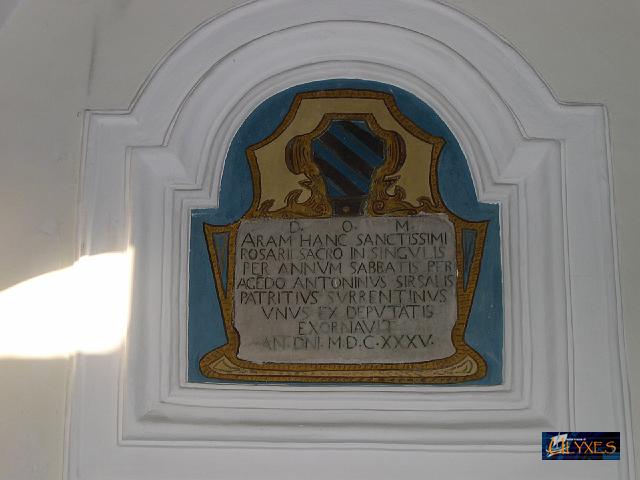 D. O. M.
ARAM HANC SANCTISSIMI
ROSARII SACRO IN SINGVLIS
PER ANNVM SABBATIS PER
AGEDO ANTONINVS SIRSALIS
PATRITIVS SVRRENTINVS
VNVS EX DEPVTATIS
EXORNAVIT
AN. DNI. M D.C.XXXV.
ULYXES